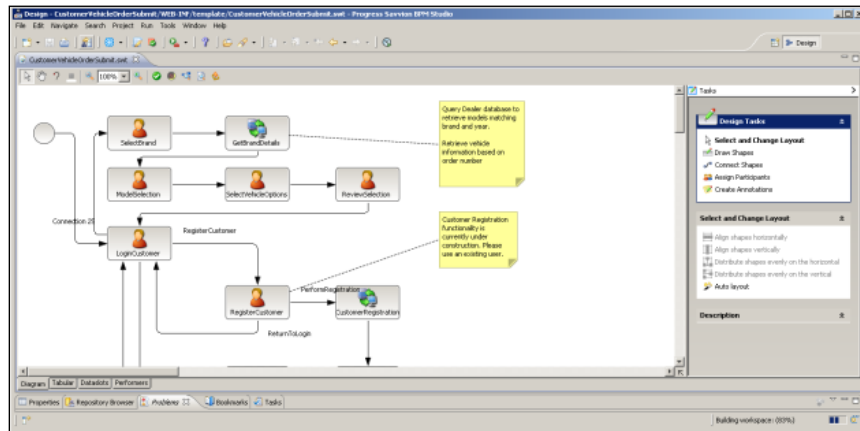 Design - CustomerVehicleOrderSubmit/WEB-INF/template/CustomerVehicleOrderSubmit.swt - Progress Savvion BPM Studio
File Edit Navigate Search Project Run Tools Window Help
Design
CustomerVehicleOrderSubmit.swt
100%
Tasks
Query Dealer database to
retrieve models matching
brand and year.
Retrieve vehicle
information based on
order number
SelectBrand
GetBrandDetails
ModelSelection
SelectVehicleOptions
ReviewSelection
Connection 25
RegisterCustomer
LoginCustomer
Customer Registration
functionality is
currently under
construction. Please
use an existing user.
PerformRegistration
RegisterCustomer
CustomerRegistration
ReturnToLogin
Design Tasks
Select and Change Layout
Draw Shapes
Connect Shapes
Assign Participants
Create Annotations
Select and Change Layout
Align shapes horizontally
Align shapes vertically
Distribute shapes evenly on the horizontal
Distribute shapes evenly on the vertical
Auto layout
Description
Diagram Tabular Dataslots Performers
Properties Repository Browser Problems Bookmarks Tasks
Building workspace: (83%)